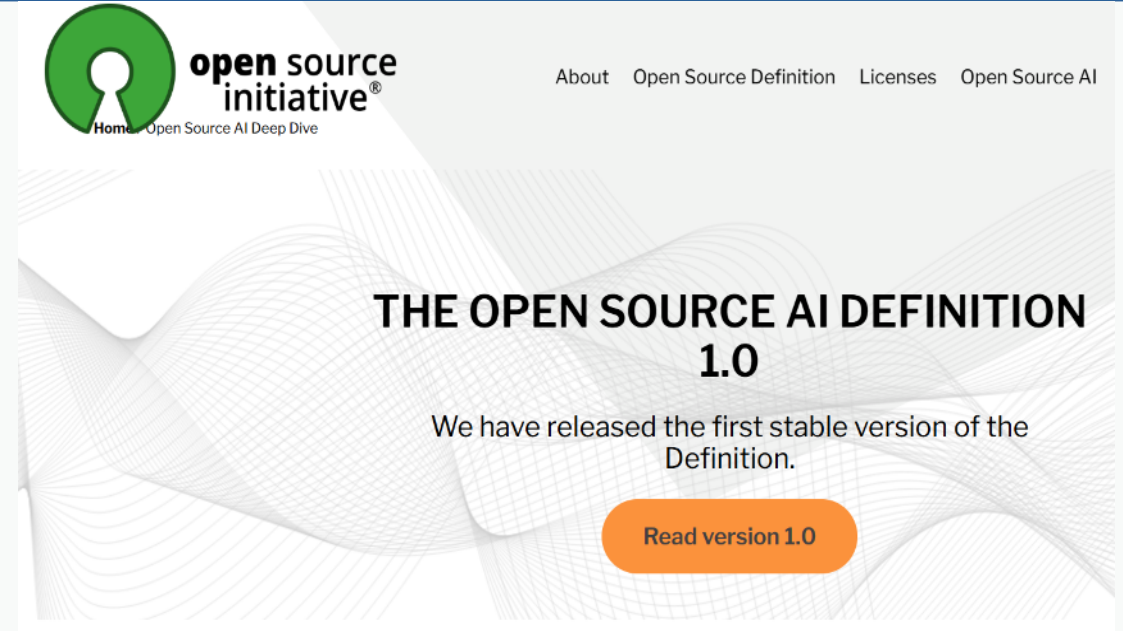 open source
initiative®
About Open Source Definition Licenses Open Source AI
Home Open Source AI Deep Dive
THE OPEN SOURCE AI DEFINITION
1.0
We have released the first stable version of the
Definition.
Read version 1.0